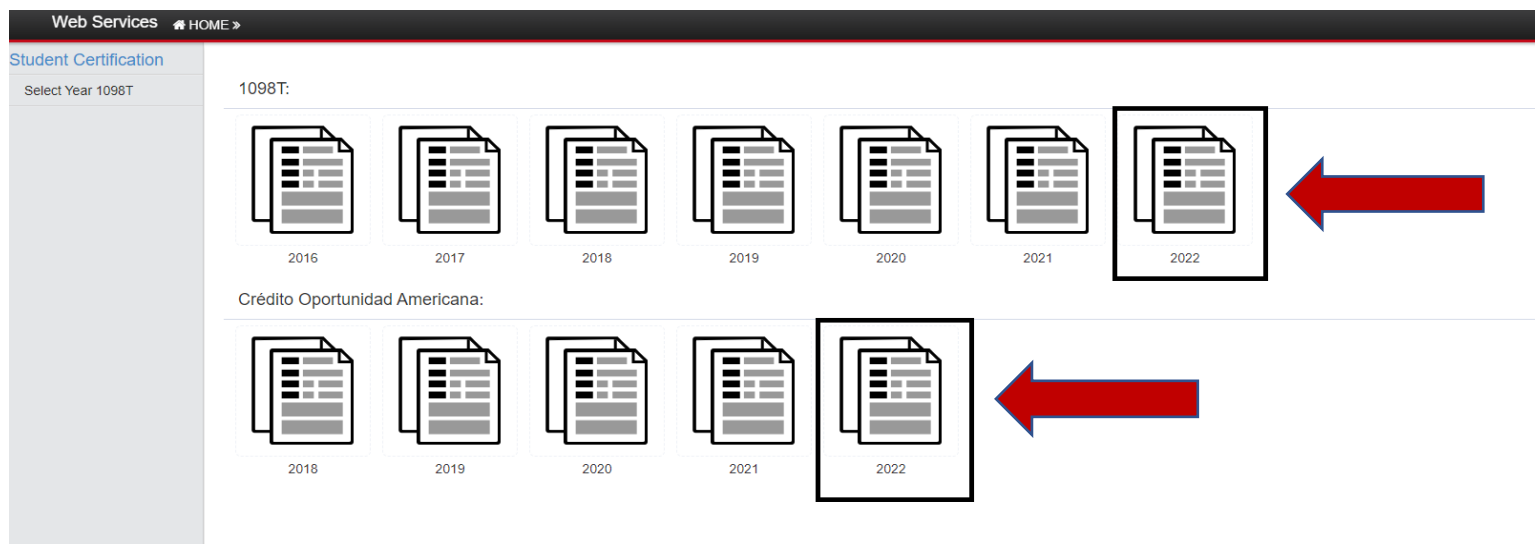 Web Services HOME »
Student Certification
Select Year 1098T
1098T:
2016 2017 2018 2019 2020 2021 2022
Crédito Oportunidad Americana:
2018 2019 2020 2021 2022